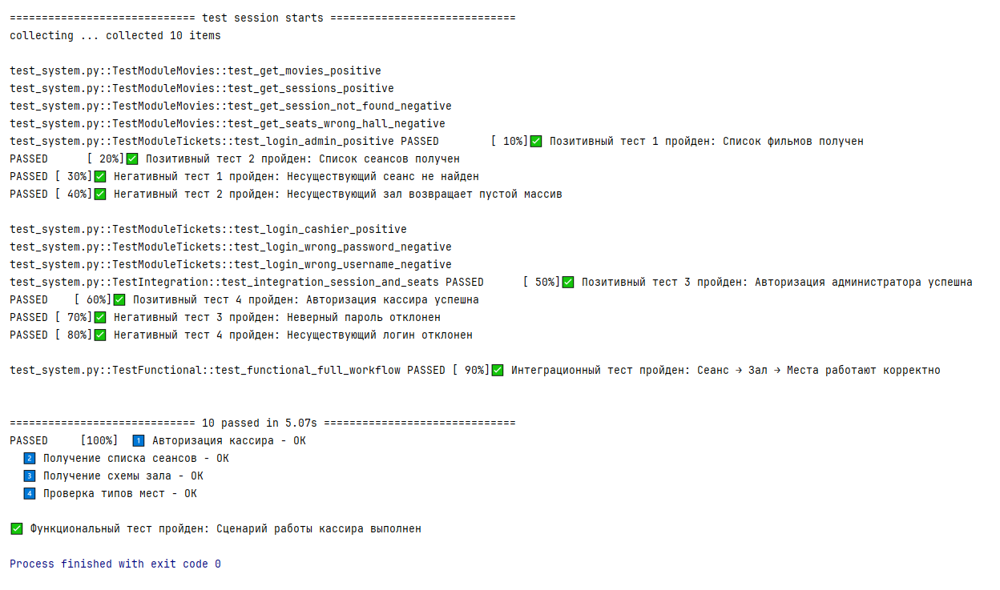 ============================= test session starts =============================
collecting ... collected 10 items
test_system.py::TestModuleMovies::test_get_movies_positive
test_system.py::TestModuleMovies::test_get_sessions_positive
test_system.py::TestModuleMovies::test_get_session_not_found_negative
test_system.py::TestModuleMovies::test_get_seats_wrong_hall_negative
test_system.py::TestModuleTickets::test_login_admin_positive PASSED        [ 10%]✅ Позитивный тест 1 пройден: Список фильмов получен
PASSED      [ 20%]✅ Позитивный тест 2 пройден: Список сеансов получен
PASSED [ 30%]✅ Негативный тест 1 пройден: Несуществующий сеанс не найден
PASSED [ 40%]✅ Негативный тест 2 пройден: Несуществующий зал возвращает пустой массив
test_system.py::TestModuleTickets::test_login_cashier_positive
test_system.py::TestModuleTickets::test_login_wrong_password_negative
test_system.py::TestModuleTickets::test_login_wrong_username_negative
test_system.py::TestIntegration::test_integration_session_and_seats PASSED      [ 50%]✅ Позитивный тест 3 пройден: Авторизация администратора успешна
PASSED    [ 60%]✅ Позитивный тест 4 пройден: Авторизация кассира успешна
PASSED [ 70%]✅ Негативный тест 3 пройден: Неверный пароль отклонен
PASSED [ 80%]✅ Негативный тест 4 пройден: Несуществующий логин отклонен
test_system.py::TestFunctional::test_functional_full_workflow PASSED [ 90%]✅ Интеграционный тест пройден: Сеанс → Зал → Места работают корректно
============================= 10 passed in 5.07s ==============================
PASSED     [100%]  1️⃣ Авторизация кассира - OK
2️⃣ Получение списка сеансов - OK
3️⃣ Получение схемы зала - OK
4️⃣ Проверка типов мест - OK
✅ Функциональный тест пройден: Сценарий работы кассира выполнен
Process finished with exit code 0